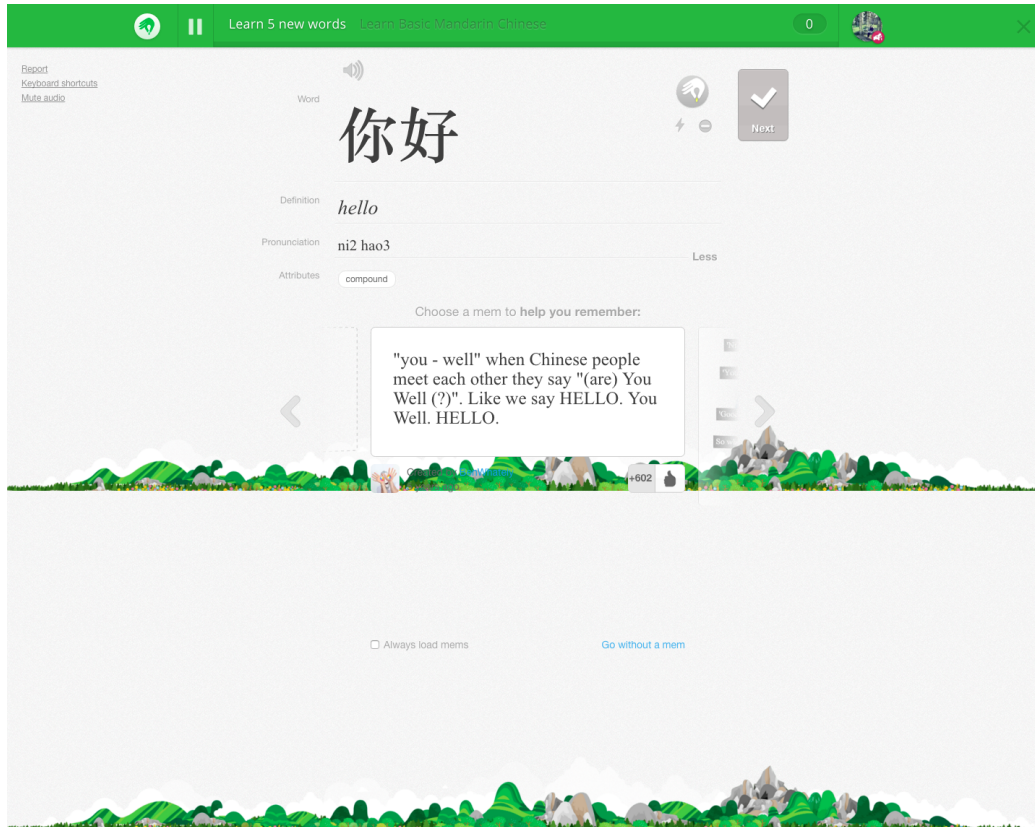 Learn 5 new words Learn Basic Mandarin Chinese 0
Report
Keyboard shortcuts
Mute audio
Word
你好
Next
Definition
hello
Pronunciation
ni2 hao3
Less
Attributes
compound
Choose a mem to help you remember:
"you - well" when Chinese people
meet each other they say "(are) You
Well (?)". Like we say HELLO. You
Well. HELLO.
+602
Always load mems
Go without a mem